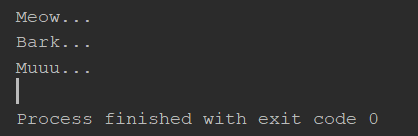 Meow...
Bark...
Muuu...
Process finished with exit code 0